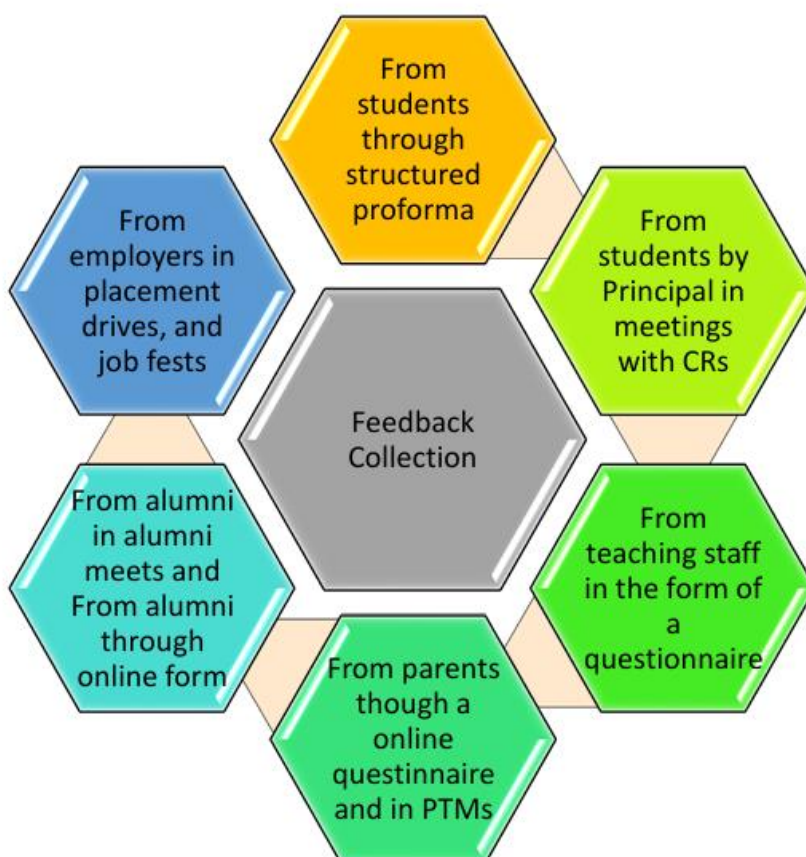 From
students
through
structured
proforma
From
students by
Principal in
meetings
with CRs
From
teaching staff
in the form of
a
questionnaire
From parents
though a
online
questinnaire
and in PTMs
From alumni
in alumni
meets and
From alumni
through
online form
From
employers in
placement
drives, and
job fests
Feedback
Collection